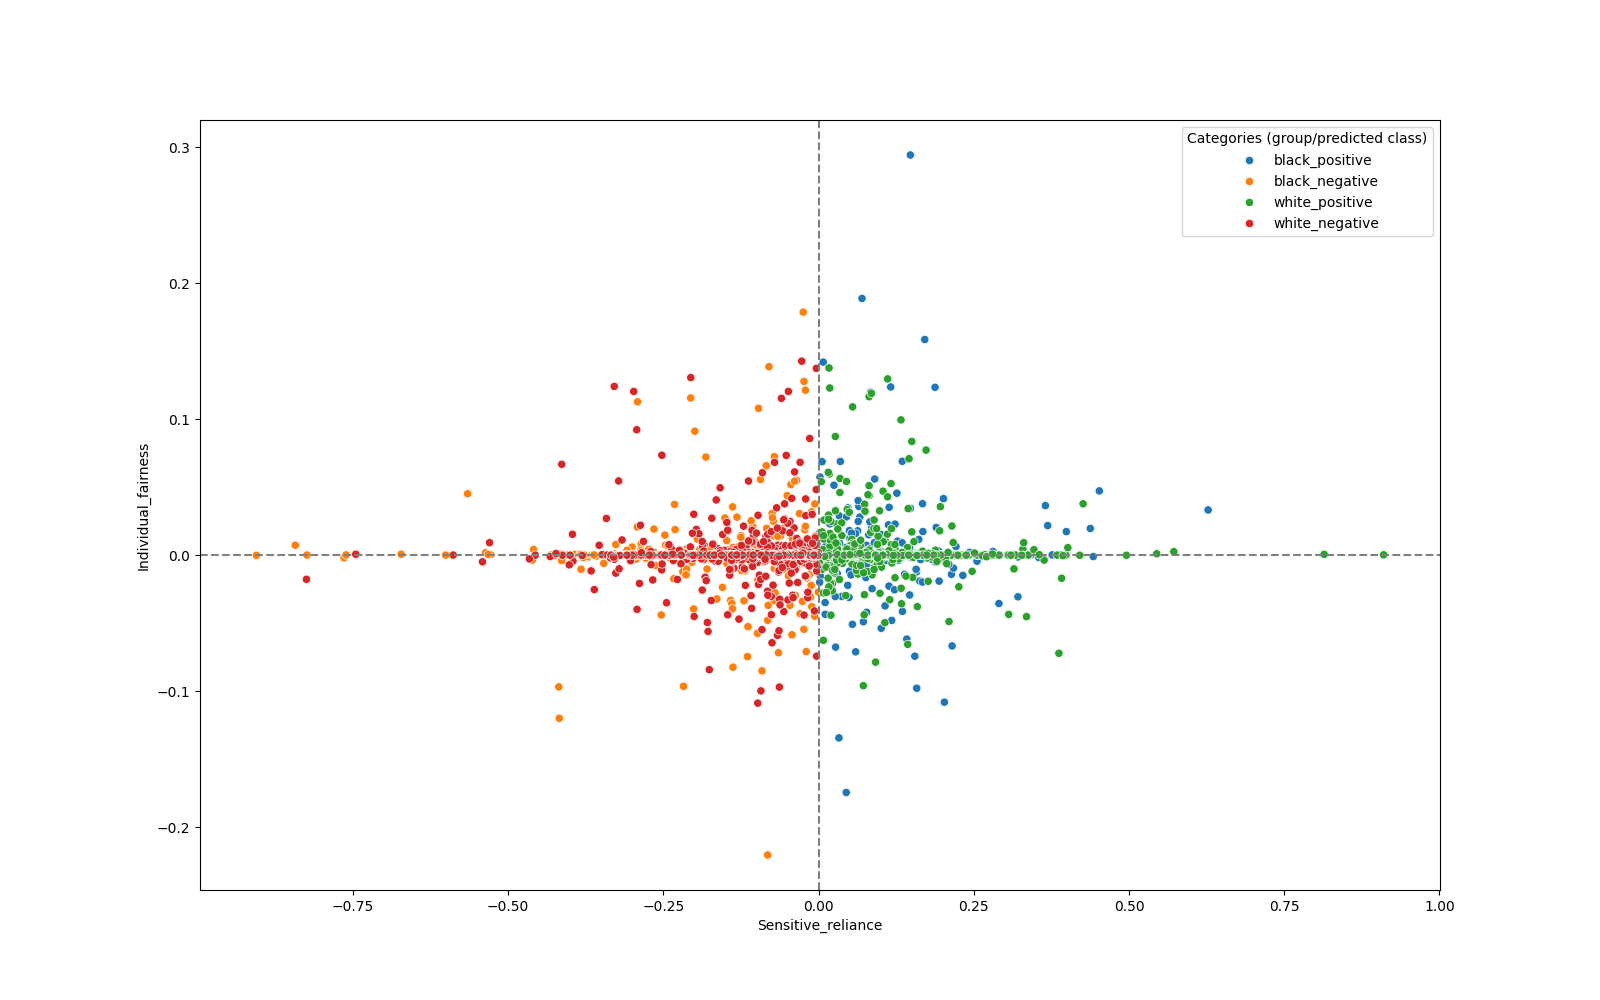 Categories (group/predicted class)
black_positive
black_negative
white_positive
white_negative
0.3
0.2
0.1
0.0
−0.1
−0.2
Individual_fairness
−0.75
−0.50
−0.25
0.00
0.25
0.50
0.75
1.00
Sensitive_reliance